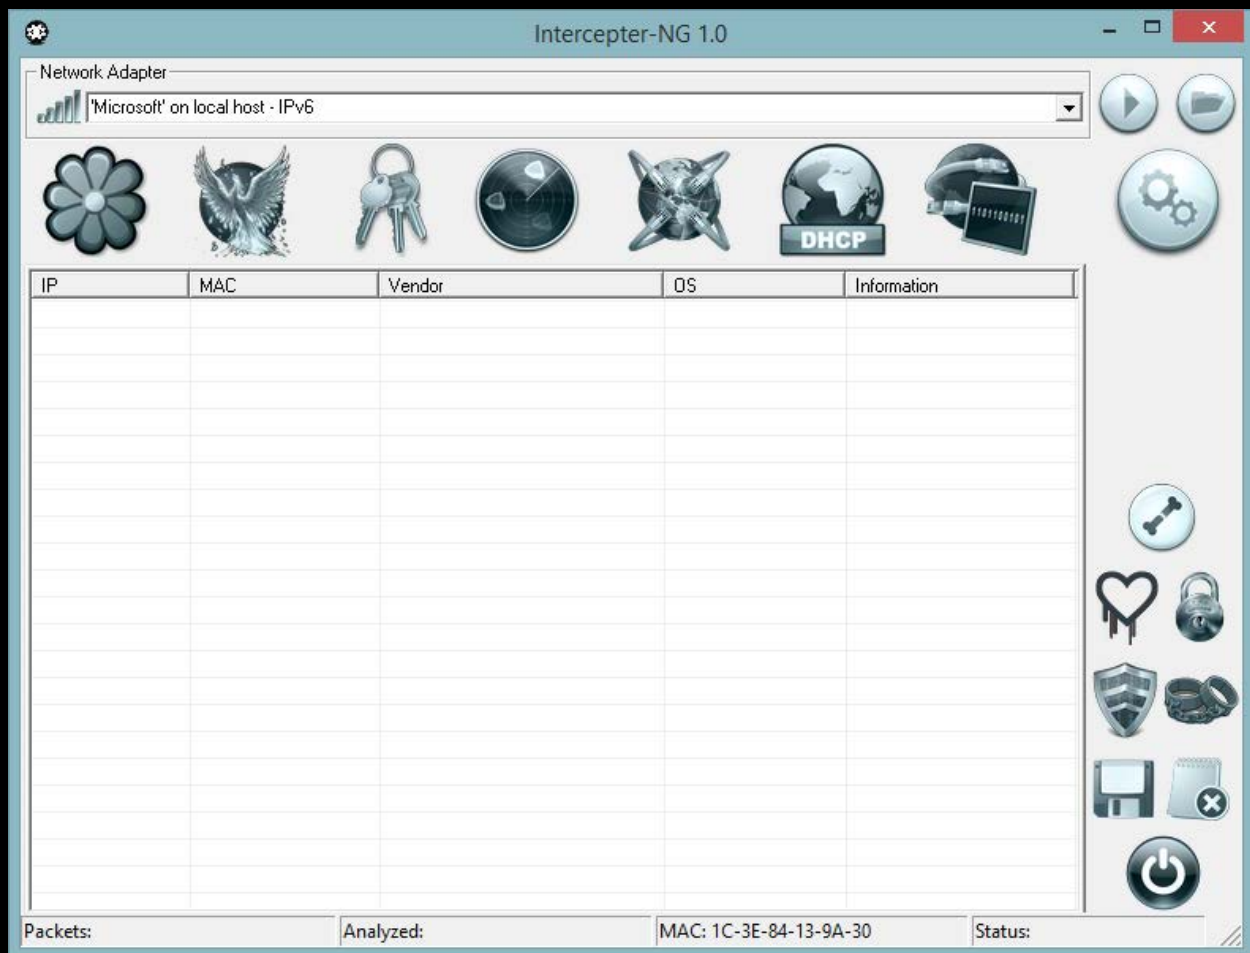 Intercepter-NG 1.0
Network Adapter
'Microsoft' on local host - IPv6
DHCP
1101100101
IP MAC Vendor OS Information
Packets: Analyzed: MAC: 1C-3E-84-13-9A-30 Status: